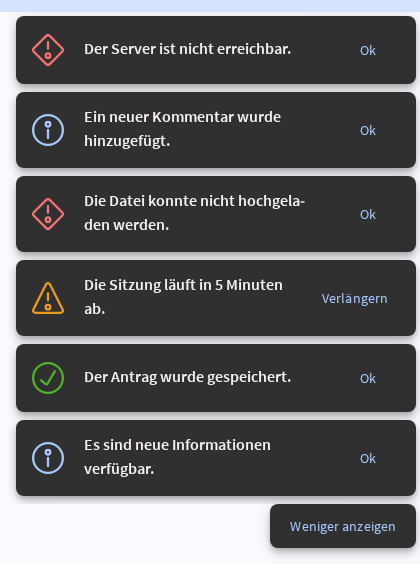 Der Server ist nicht erreichbar.
Ok
Ein neuer Kommentar wurde
hinzugefügt.
Ok
Die Datei konnte nicht hochgela-
den werden.
Ok
Die Sitzung läuft in 5 Minuten
ab.
Verlängern
Der Antrag wurde gespeichert.
Ok
Es sind neue Informationen
verfügbar.
Ok
Weniger anzeigen